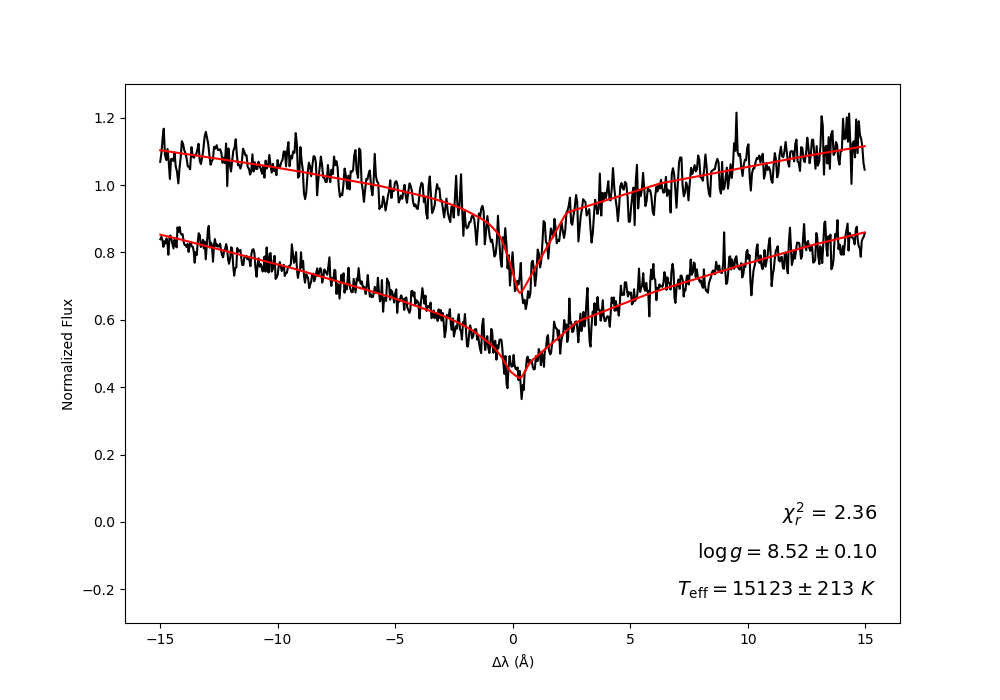 1.2
1.0
0.8
0.6
0.4
0.2
0.0
−0.2
Normalized Flux
χ²ᵣ = 2.36
log g = 8.52 ± 0.10
T_eff = 15123 ± 213 K
−15 −10 −5 0 5 10 15
Δλ (Å)